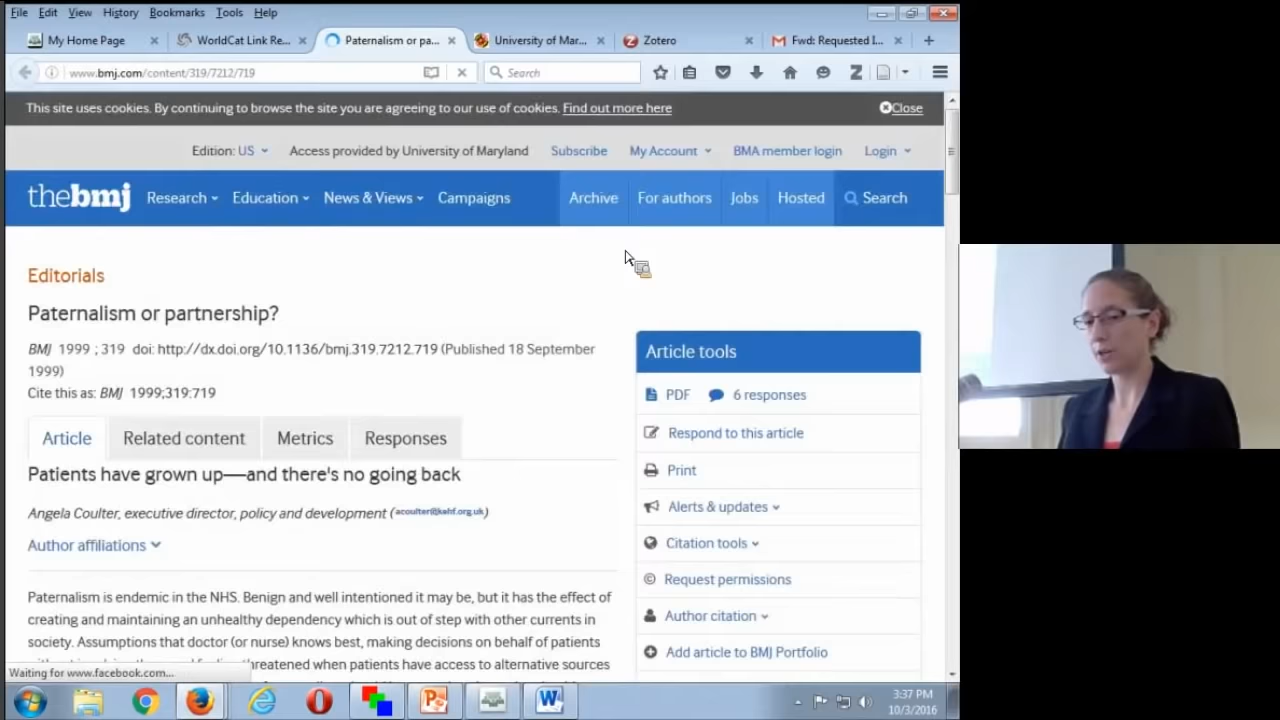 File Edit View History Bookmarks Tools Help
My Home Page
WorldCat Link Re...
Paternalism or pa...
University of Mar...
Zotero
Fwd: Requested I...
www.bmj.com/content/319/7212/719
Search
This site uses cookies. By continuing to browse the site you are agreeing to our use of cookies. Find out more here
Close
Edition: US
Access provided by University of Maryland
Subscribe
My Account
BMA member login
Login
thebmj
Research
Education
News & Views
Campaigns
Archive
For authors
Jobs
Hosted
Search
Editorials
Paternalism or partnership?
BMJ 1999 ; 319 doi: http://dx.doi.org/10.1136/bmj.319.7212.719 (Published 18 September
1999)
Cite this as: BMJ 1999;319:719
Article
Related content
Metrics
Responses
Patients have grown up—and there's no going back
Angela Coulter, executive director, policy and development (acoulter@kehf.org.uk)
Author affiliations
Paternalism is endemic in the NHS. Benign and well intentioned it may be, but it has the effect of
creating and maintaining an unhealthy dependency which is out of step with other currents in
society. Assumptions that doctor (or nurse) knows best, making decisions on behalf of patients
threatened when patients have access to alternative sources
Article tools
PDF
6 responses
Respond to this article
Print
Alerts & updates
Citation tools
Request permissions
Author citation
Add article to BMJ Portfolio
Waiting for www.facebook.com...
3:37 PM
10/3/2016